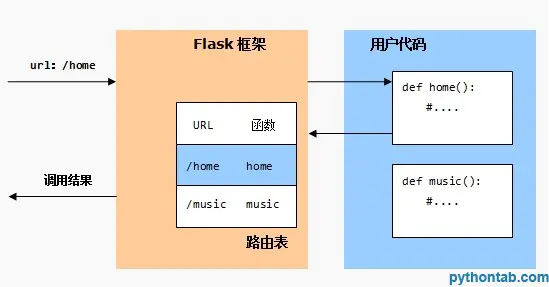 Flask 框架
用户代码
url: /home
def home():
#....
URL 函数
/home home
/music music
路由表
调用结果
def music():
#....
pythontab.com